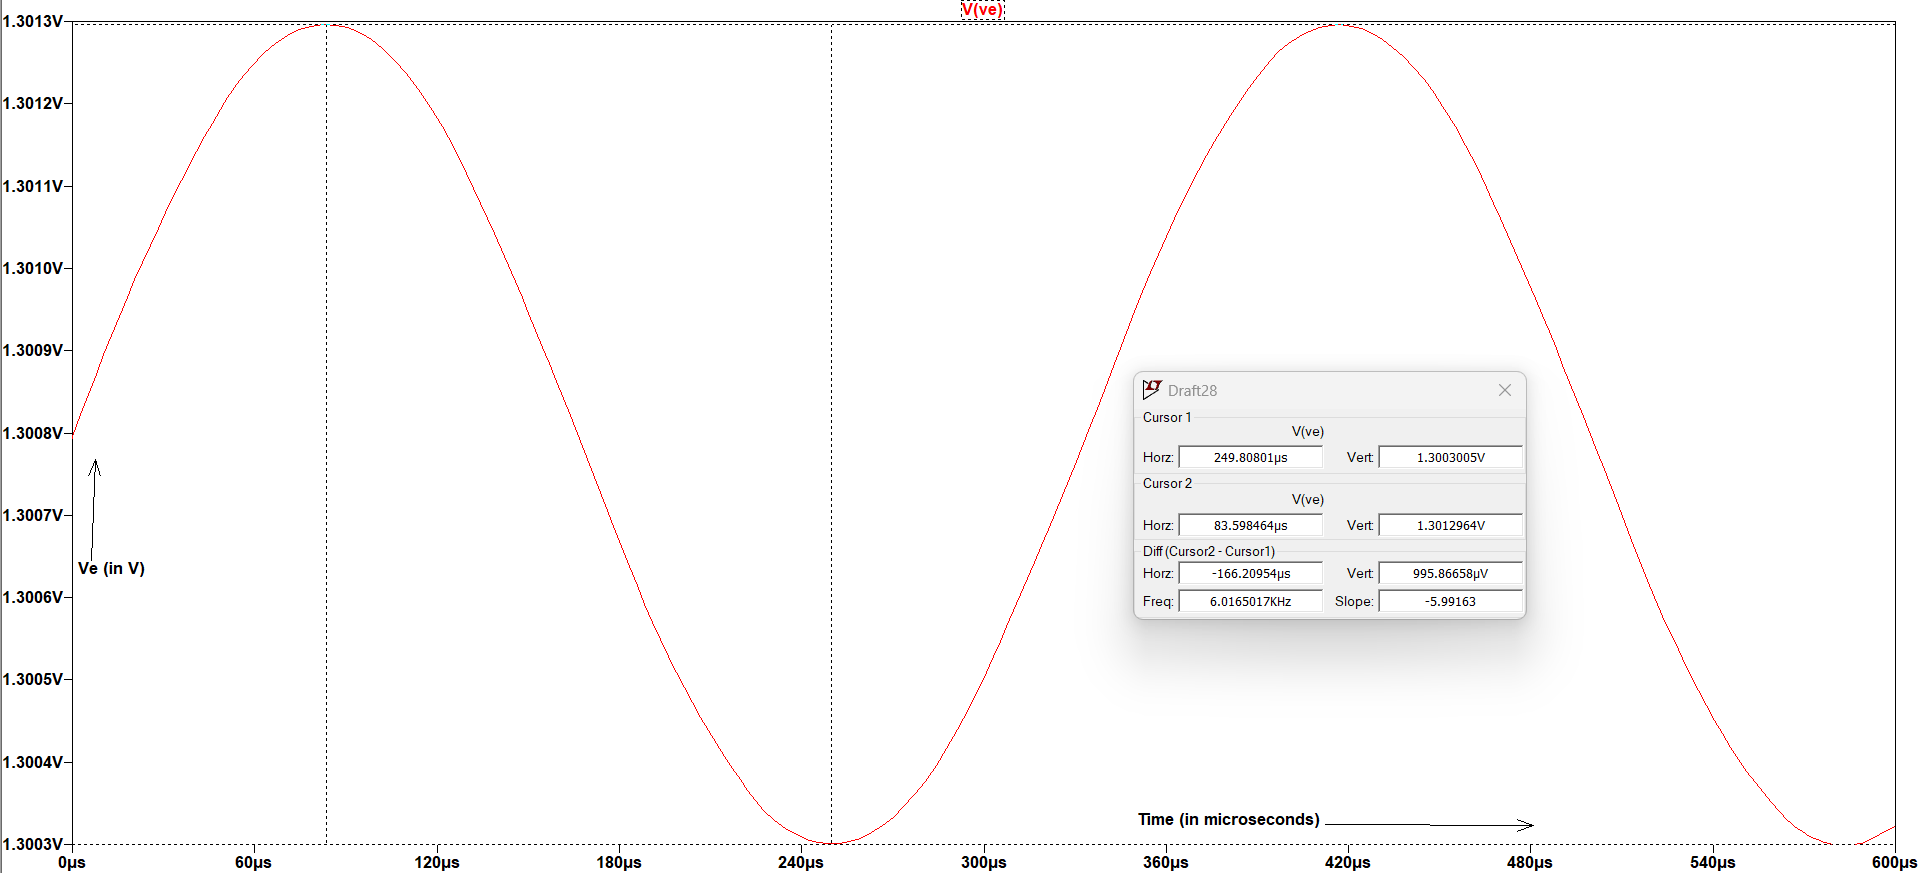 V(ve)
1.3013V
1.3012V
1.3011V
1.3010V
1.3009V
1.3008V
1.3007V
1.3006V
1.3005V
1.3004V
1.3003V
Ve (in V)
Draft28
Cursor 1
V(ve)
Horz: 249.80801µs Vert: 1.3003005V
Cursor 2
V(ve)
Horz: 83.598464µs Vert: 1.3012964V
Diff (Cursor2 - Cursor1)
Horz: -166.20954µs Vert: 995.86658µV
Freq: 6.0165017KHz Slope: -5.99163
Time (in microseconds)
0µs 60µs 120µs 180µs 240µs 300µs 360µs 420µs 480µs 540µs 600µs